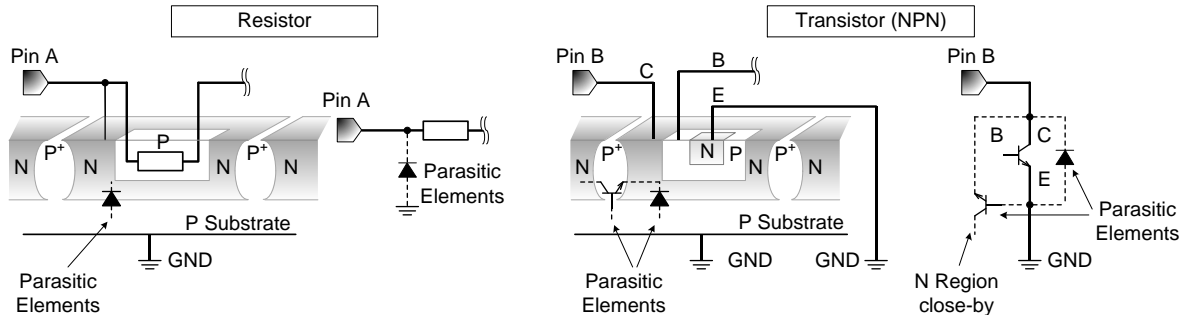 Resistor
Transistor (NPN)
Pin A
Pin A
Pin B
C
B
E
Pin B
N
P+
N
P
N
P+
N
Parasitic
Elements
P Substrate
GND
Parasitic
Elements
N
P+
N
N
P
N
P+
N
P Substrate
GND
GND
Parasitic
Elements
B
C
E
Parasitic
Elements
GND
N Region
close-by